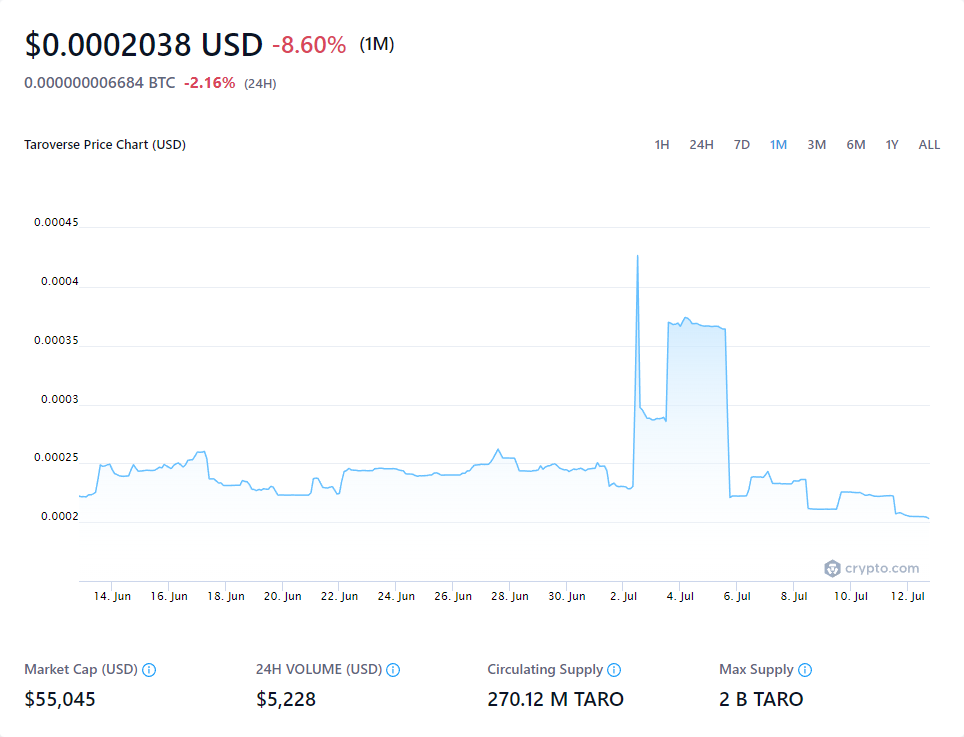 $0.0002038 USD -8.60% (1M)
0.000000006684 BTC -2.16% (24H)
Taroverse Price Chart (USD) 1H 24H 7D 1M 3M 6M 1Y ALL
0.00045
0.0004
0.00035
0.0003
0.00025
0.0002
crypto.com
14. Jun 16. Jun 18. Jun 20. Jun 22. Jun 24. Jun 26. Jun 28. Jun 30. Jun 2. Jul 4. Jul 6. Jul 8. Jul 10. Jul 12. Jul
Market Cap (USD) 24H VOLUME (USD) Circulating Supply Max Supply
$55,045 $5,228 270.12 M TARO 2 B TARO